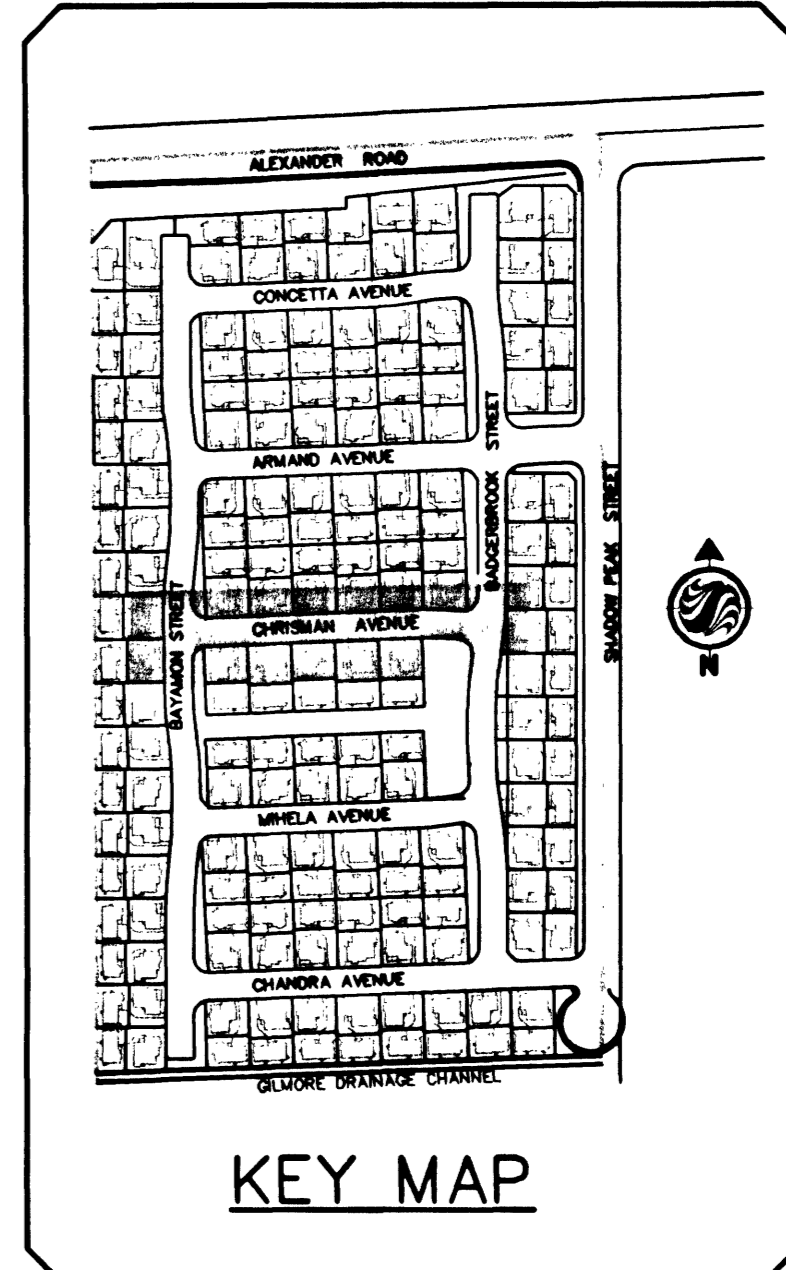 ALEXANDER ROAD
CONCETTA AVENUE
BADGERBROOK STREET
ARMAND AVENUE
SHADOW PEAK STREET
BAYAMON STREET
CHRISMAN AVENUE
N
MIHELA AVENUE
CHANDRA AVENUE
GILMORE DRAINAGE CHANNEL
KEY MAP